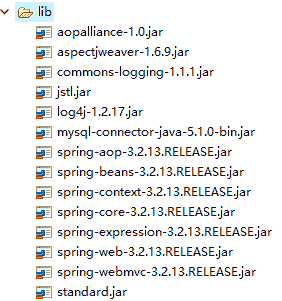 lib
aopalliance-1.0.jar
aspectjweaver-1.6.9.jar
commons-logging-1.1.1.jar
jstl.jar
log4j-1.2.17.jar
mysql-connector-java-5.1.0-bin.jar
spring-aop-3.2.13.RELEASE.jar
spring-beans-3.2.13.RELEASE.jar
spring-context-3.2.13.RELEASE.jar
spring-core-3.2.13.RELEASE.jar
spring-expression-3.2.13.RELEASE.jar
spring-web-3.2.13.RELEASE.jar
spring-webmvc-3.2.13.RELEASE.jar
standard.jar